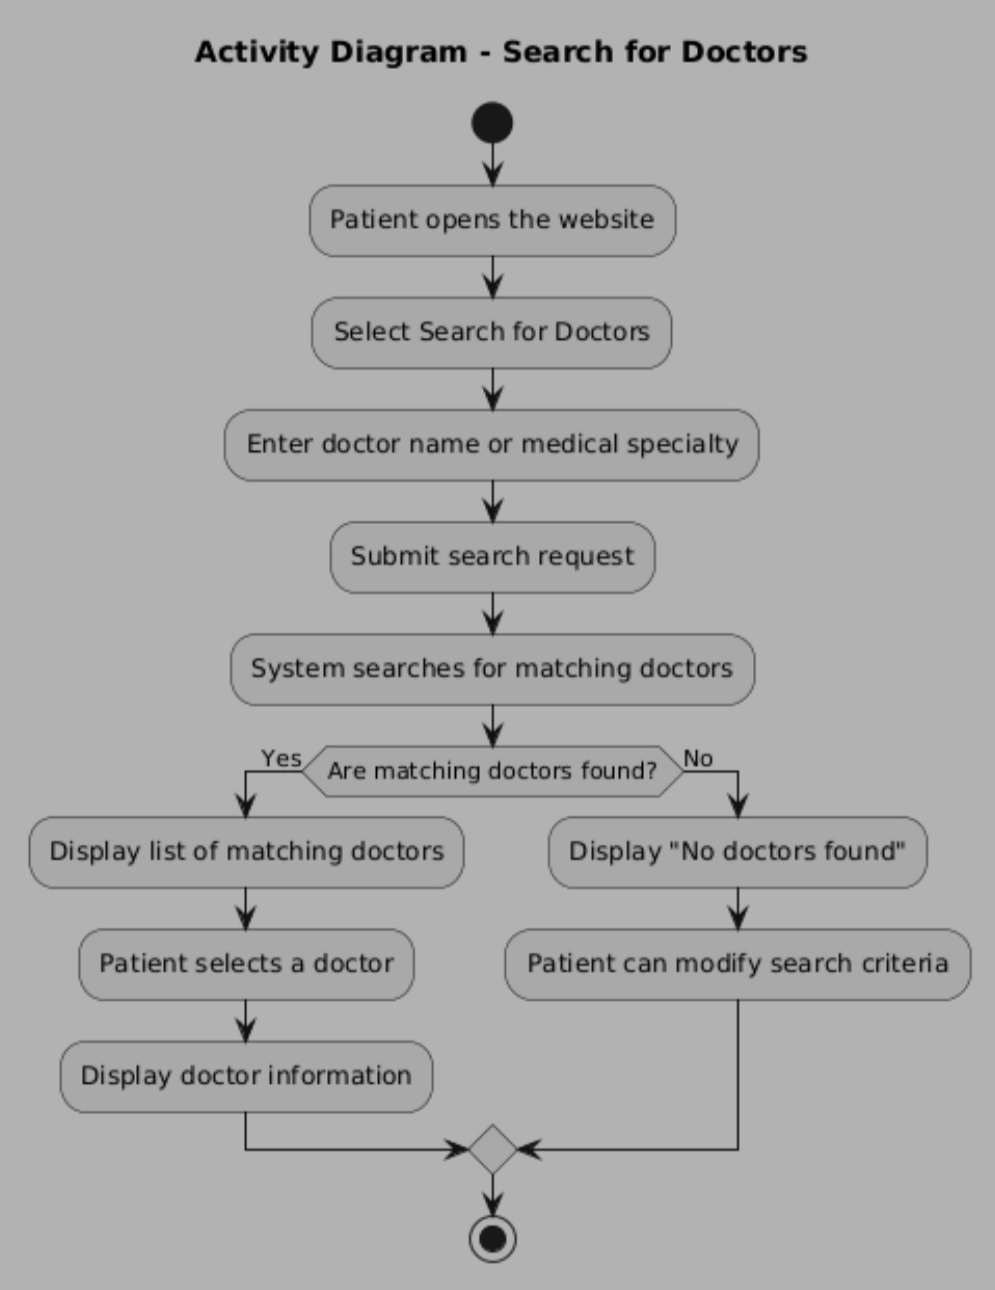 Activity Diagram - Search for Doctors
Patient opens the website
Select Search for Doctors
Enter doctor name or medical specialty
Submit search request
System searches for matching doctors
Are matching doctors found?
Yes
No
Display list of matching doctors
Display "No doctors found"
Patient selects a doctor
Patient can modify search criteria
Display doctor information